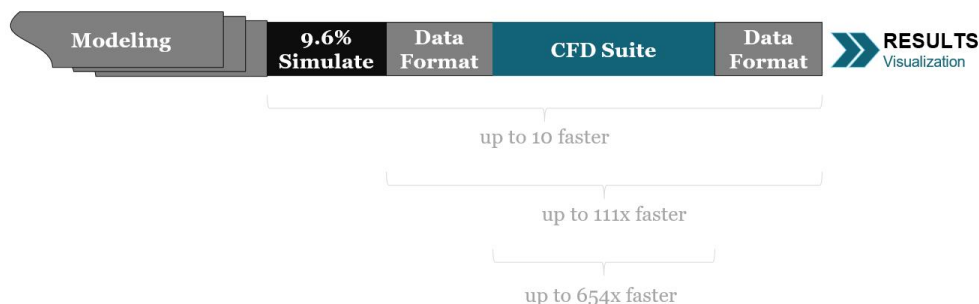 Modeling
9.6%
Simulate
Data
Format
CFD Suite
Data
Format
RESULTS
Visualization
up to 10 faster
up to 111x faster
up to 654x faster